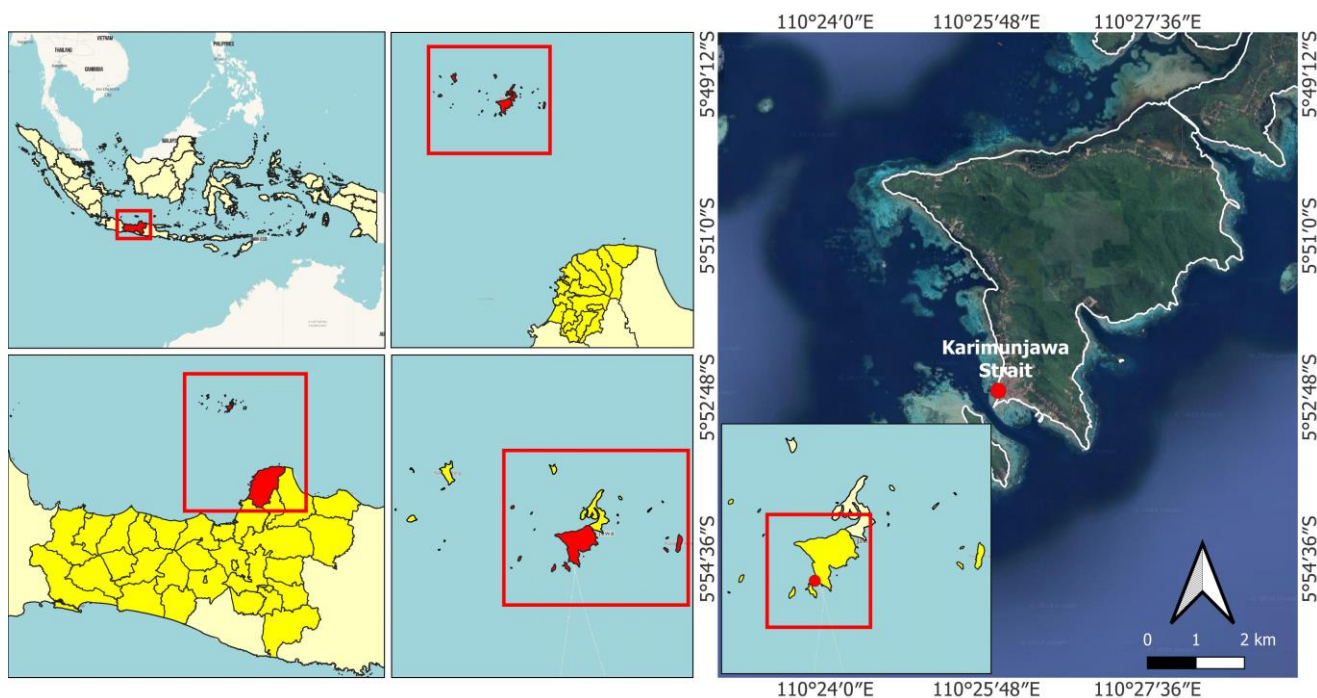 110°24′0″E 110°25′48″E 110°27′36″E
THAILAND
VIETNAM
CAMBODIA
PHILIPPINES
5°49′12″S
5°51′0″S
5°52′48″S
5°54′36″S
Karimunjawa
Strait
5°49′12″S
5°51′0″S
5°52′48″S
5°54′36″S
0 1 2 km
110°24′0″E 110°25′48″E 110°27′36″E